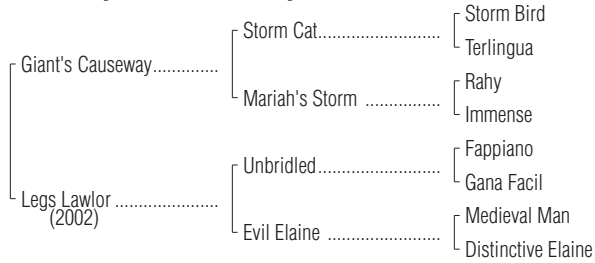 Storm Bird
Storm Cat..................
Terlingua
Giant's Causeway..............
Rahy
Mariah's Storm ................
Immense
Fappiano
Unbridled.......................
Gana Facil
Legs Lawlor ......................
(2002)
Medieval Man
Evil Elaine ........................
Distinctive Elaine